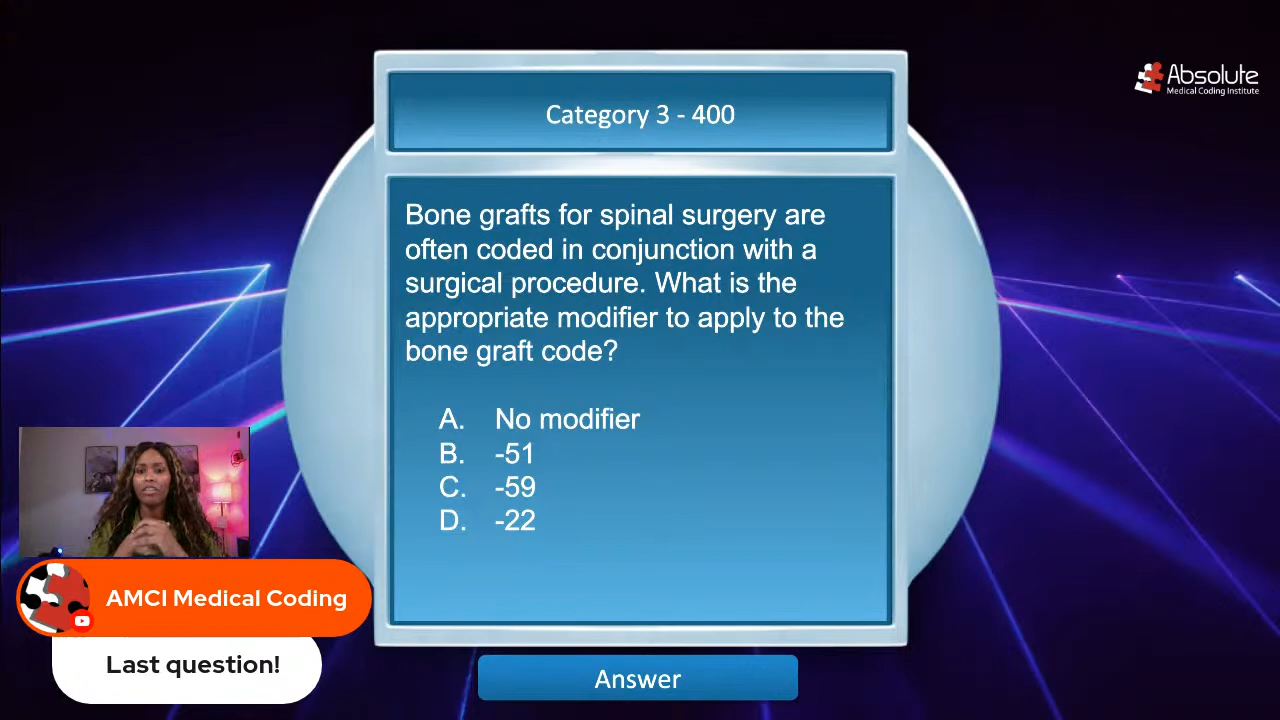 Absolute
Medical Coding Institute
Category 3 - 400
Bone grafts for spinal surgery are
often coded in conjunction with a
surgical procedure. What is the
appropriate modifier to apply to the
bone graft code?
A. No modifier
B. -51
C. -59
D. -22
AMCI Medical Coding
Last question!
Answer